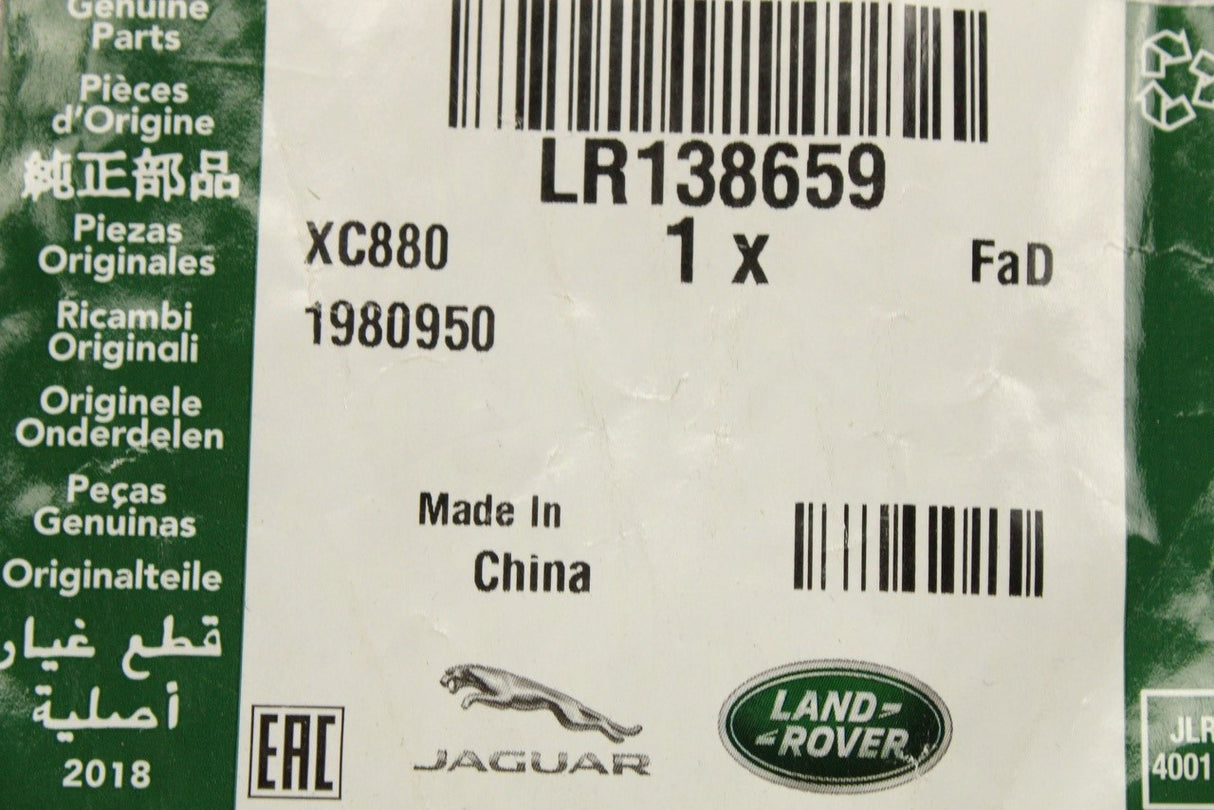 Genuine
Parts
Pièces
d'Origine
純正部品
Piezas
Originales
Ricambi
Originali
Originele
Onderdelen
Peças
Genuinas
Originalteile
قطع غيار
أصلية
2018
LR138659
XC880
1 x
FaD
1980950
Made In
China
EAC
JAGUAR
LAND
ROVER
JLR
4001